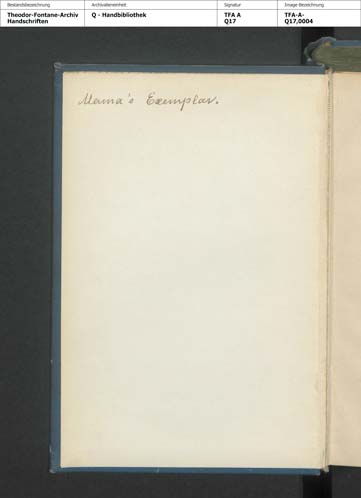 Bestandsbezeichnung Archivalieneinheit Signatur Image-Bezeichnung
Theodor-Fontane-Archiv Q - Handbibliothek TFA A TFA-A-
Handschriften Q17 Q17,0004
Mama's Exemplar.